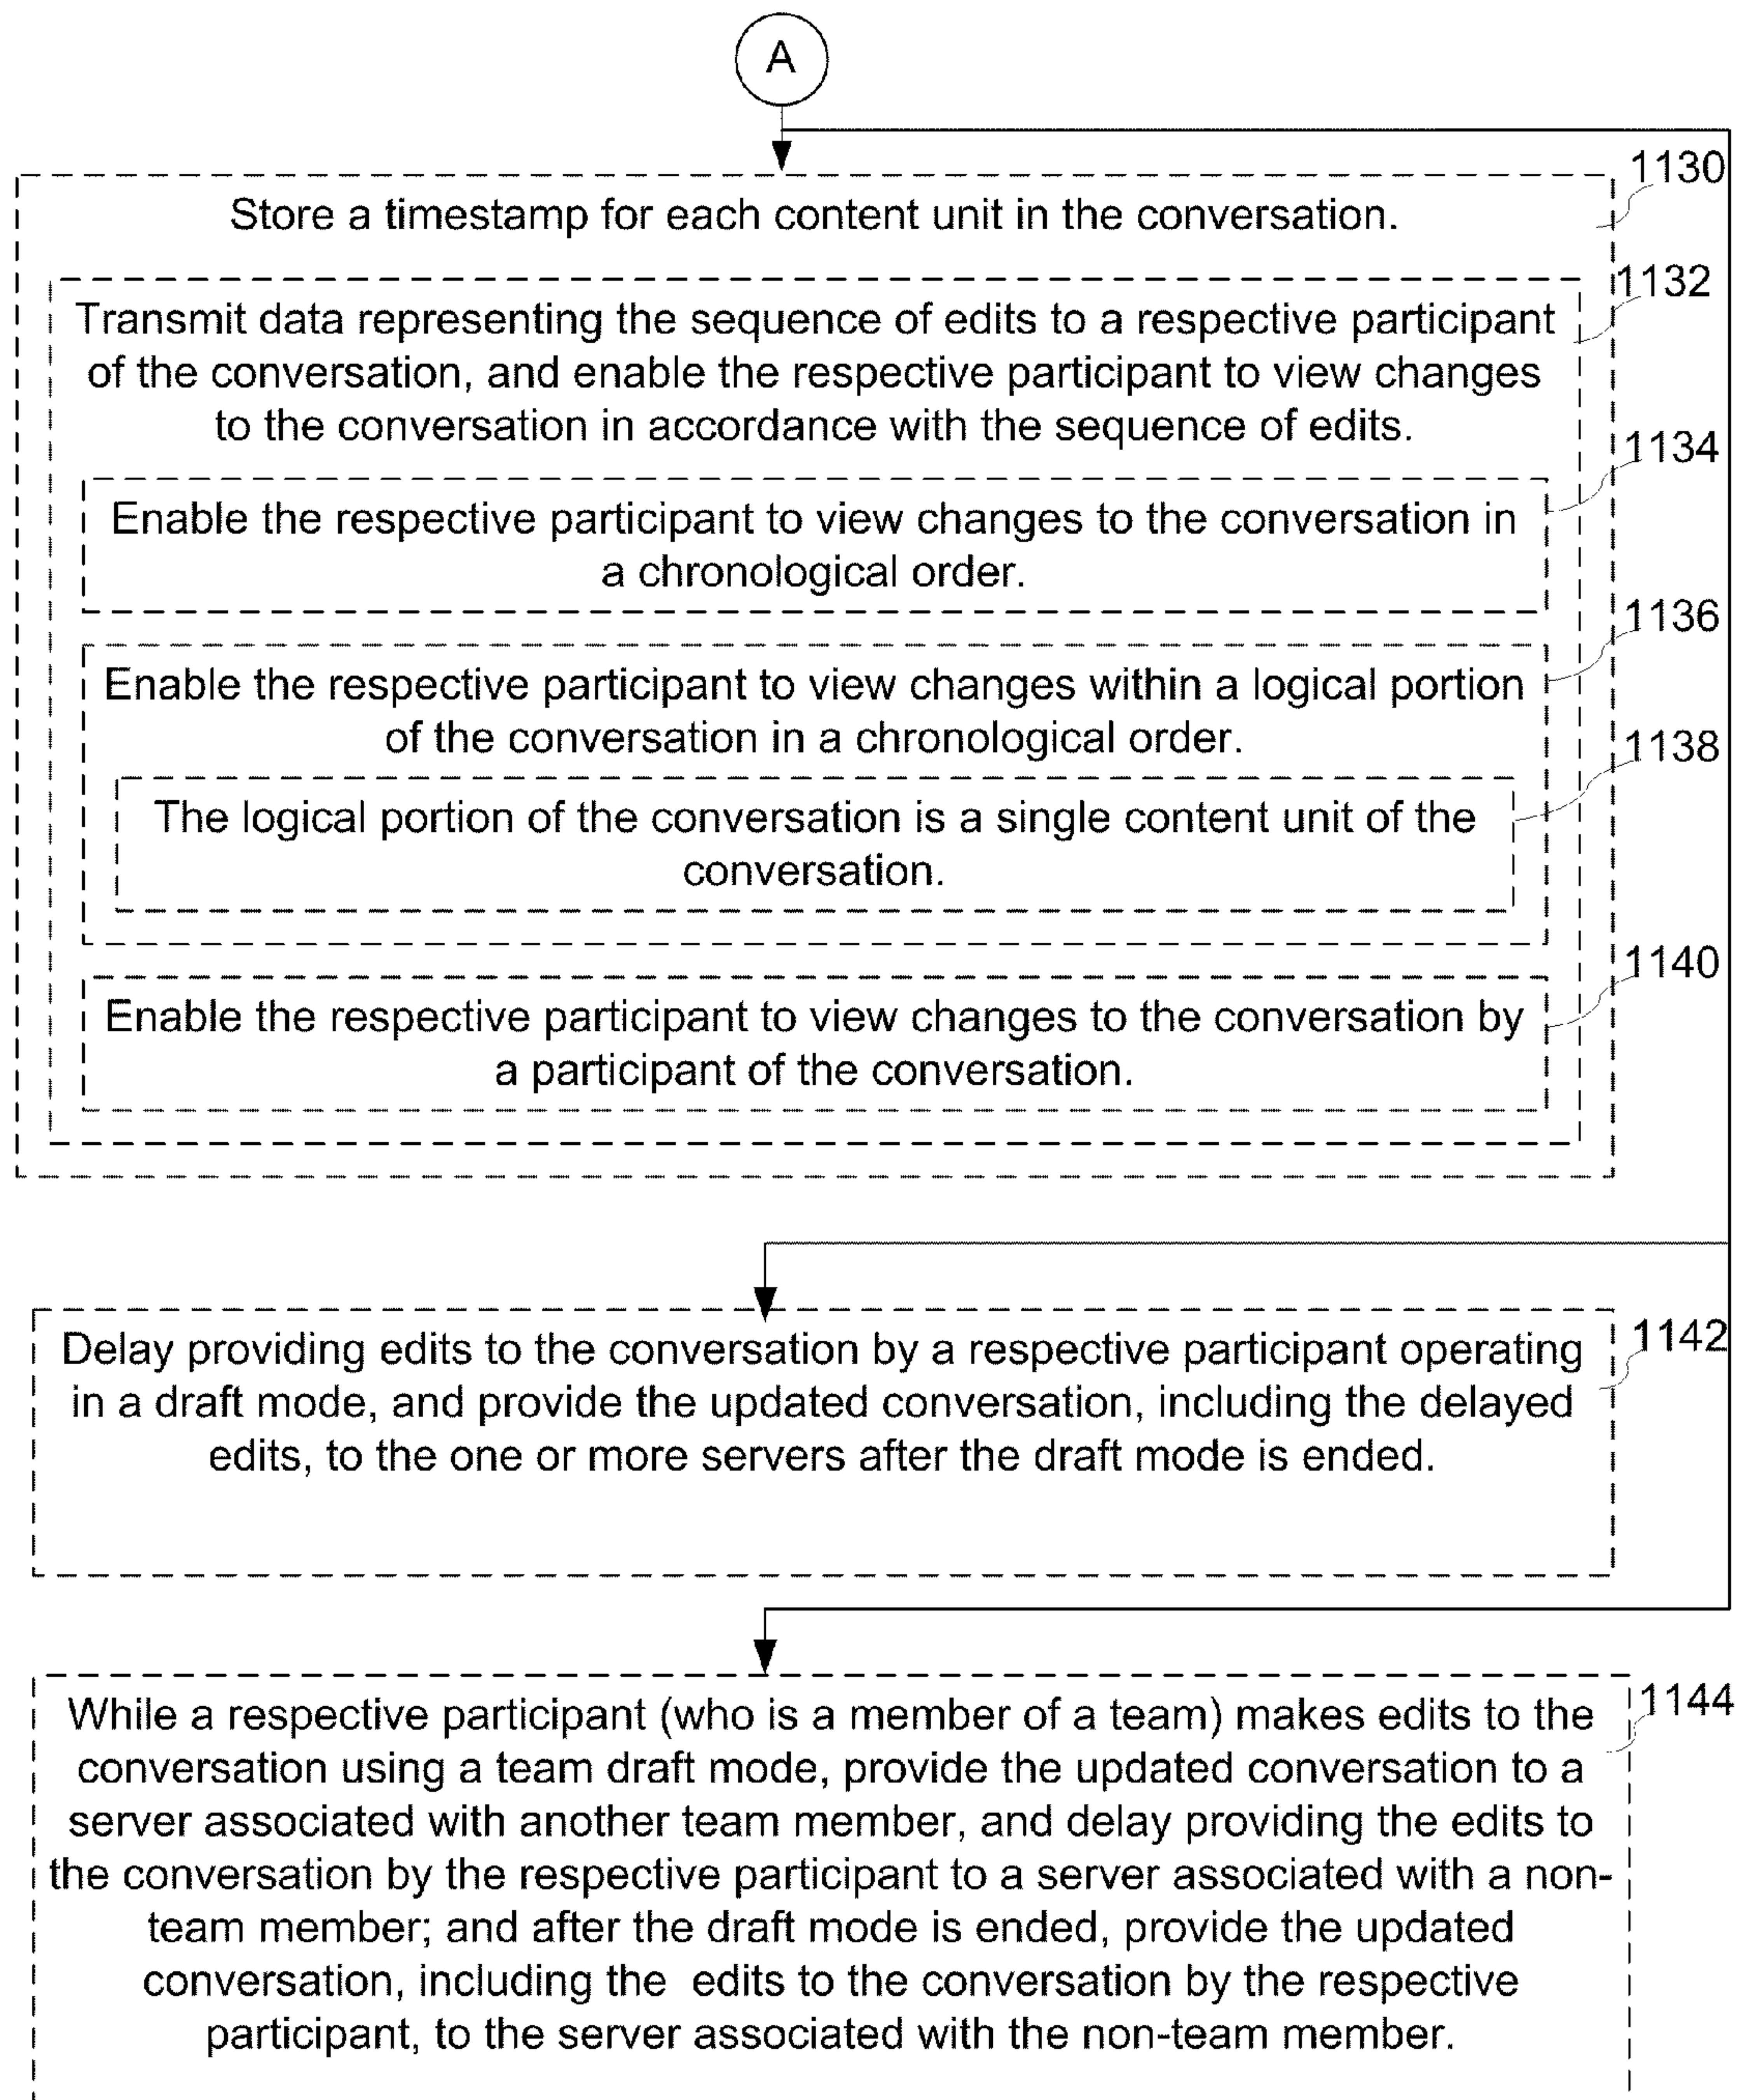 A
1130
Store a timestamp for each content unit in the conversation.
1132
Transmit data representing the sequence of edits to a respective participant
of the conversation, and enable the respective participant to view changes
to the conversation in accordance with the sequence of edits.
1134
Enable the respective participant to view changes to the conversation in
a chronological order.
1136
Enable the respective participant to view changes within a logical portion
of the conversation in a chronological order.
1138
The logical portion of the conversation is a single content unit of the
conversation.
1140
Enable the respective participant to view changes to the conversation by
a participant of the conversation.
1142
Delay providing edits to the conversation by a respective participant operating
in a draft mode, and provide the updated conversation, including the delayed
edits, to the one or more servers after the draft mode is ended.
1144
While a respective participant (who is a member of a team) makes edits to the
conversation using a team draft mode, provide the updated conversation to a
server associated with another team member, and delay providing the edits to
the conversation by the respective participant to a server associated with a non-
team member; and after the draft mode is ended, provide the updated
conversation, including the edits to the conversation by the respective
participant, to the server associated with the non-team member.